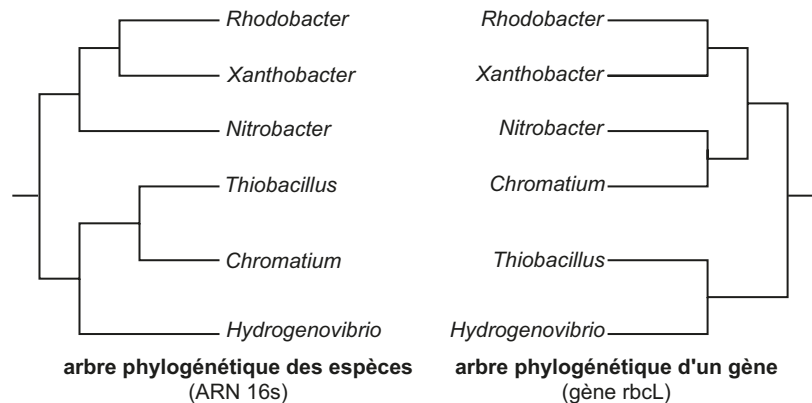 Rhodobacter
Xanthobacter
Nitrobacter
Thiobacillus
Chromatium
Hydrogenovibrio
arbre phylogénétique des espèces
(ARN 16s)
Rhodobacter
Xanthobacter
Nitrobacter
Chromatium
Thiobacillus
Hydrogenovibrio
arbre phylogénétique d'un gène
(gène rbcL)